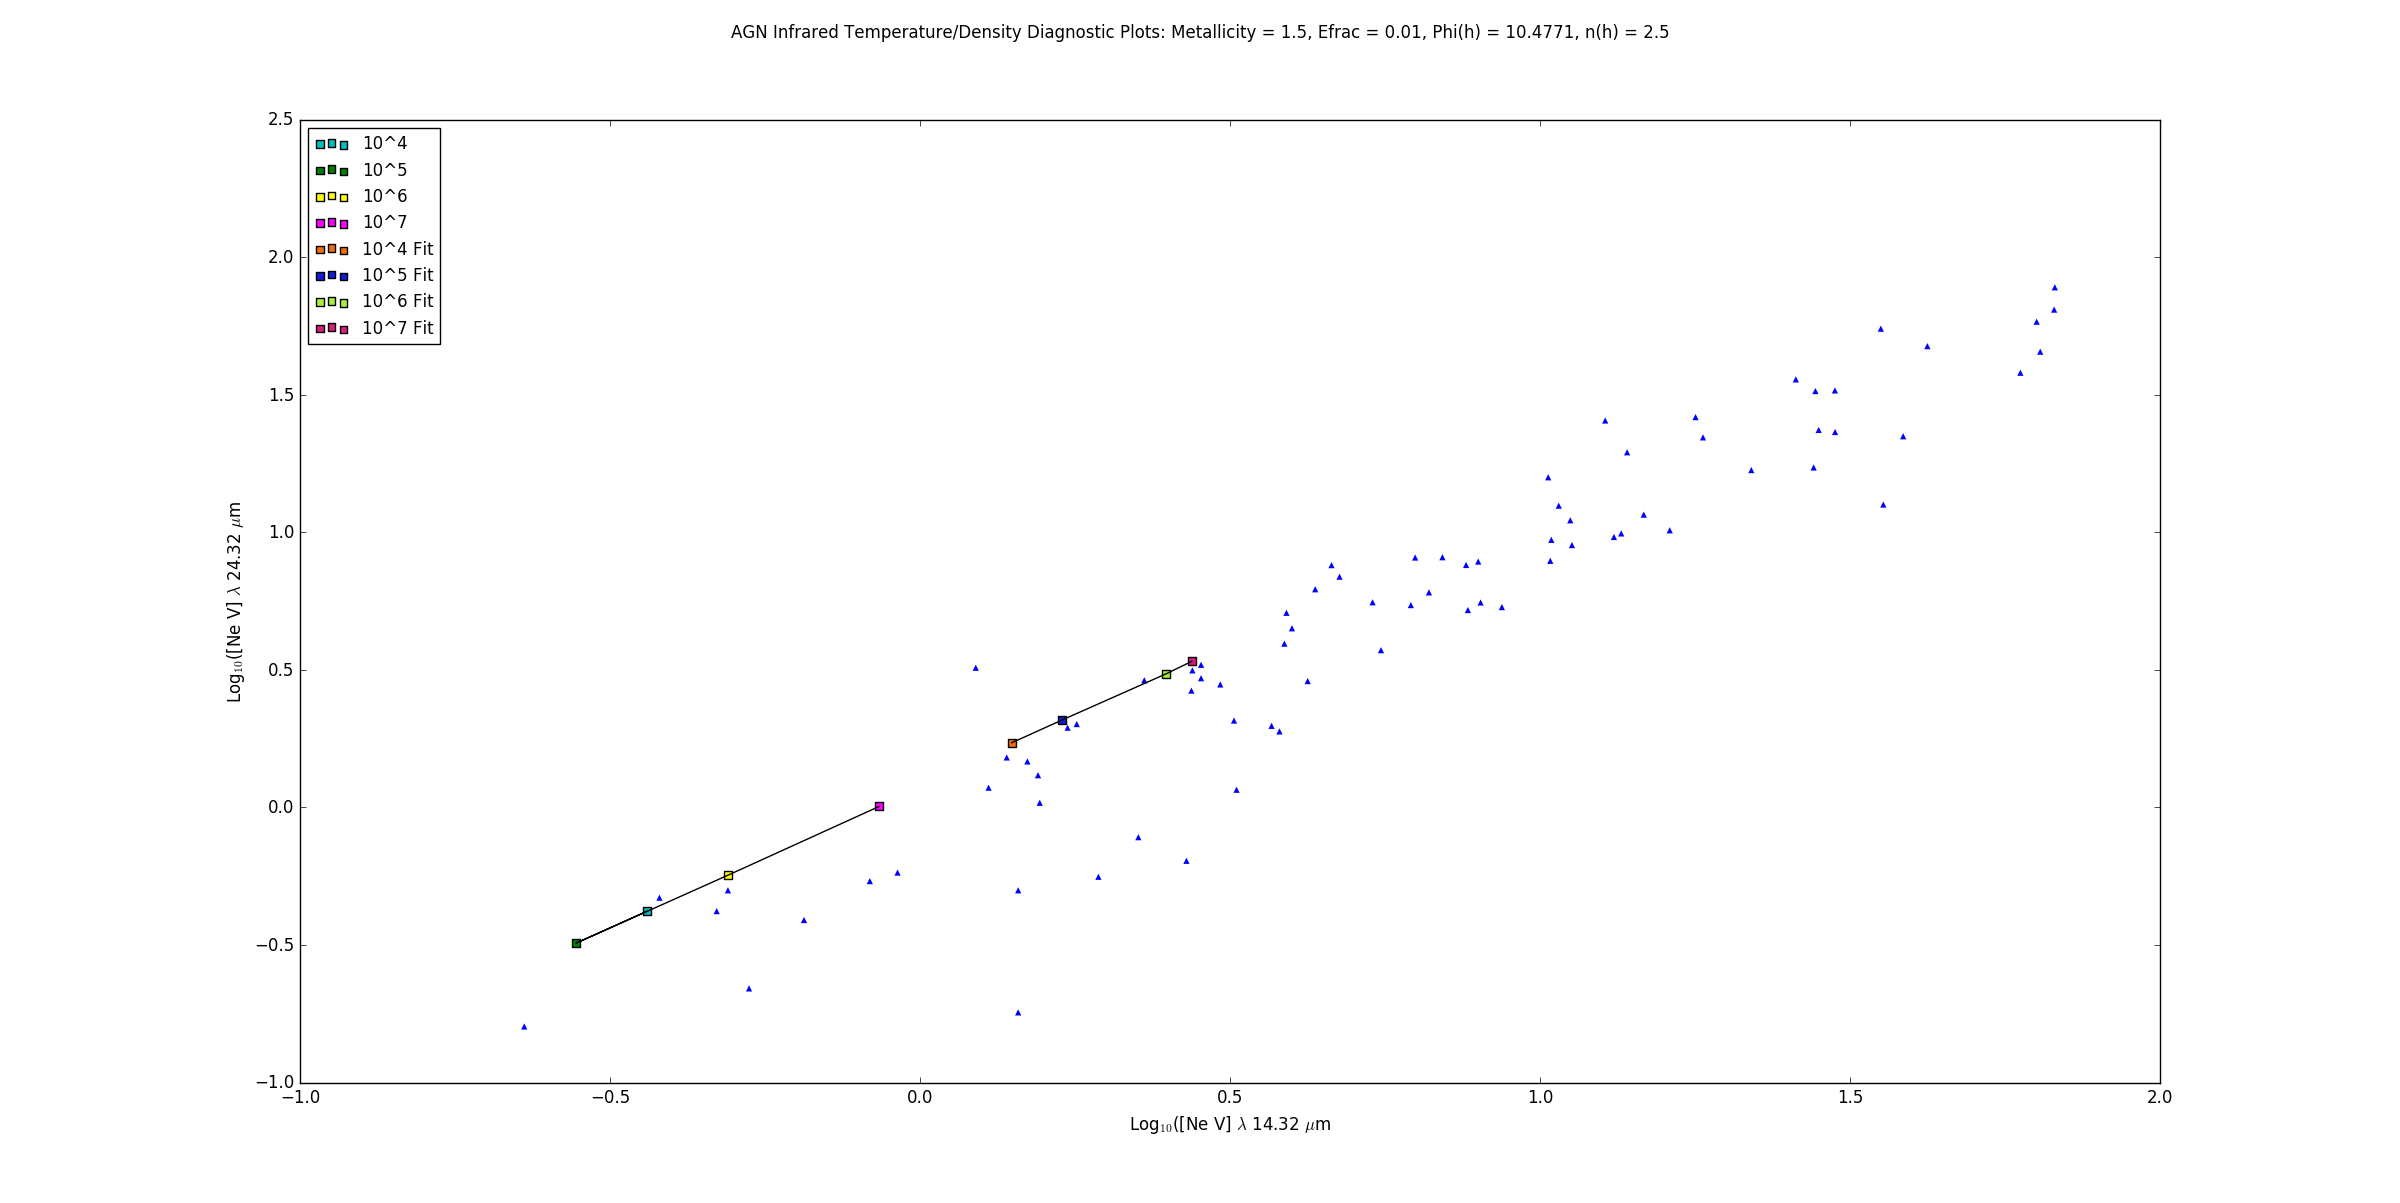 AGN Infrared Temperature/Density Diagnostic Plots: Metallicity = 1.5, Efrac = 0.01, Phi(h) = 10.4771, n(h) = 2.5
10^4
10^5
10^6
10^7
10^4 Fit
10^5 Fit
10^6 Fit
10^7 Fit
2.5
2.0
1.5
1.0
0.5
0.0
−0.5
−1.0
Log₁₀([Ne V] λ 24.32 μm
−1.0
−0.5
0.0
0.5
1.0
1.5
2.0
Log₁₀([Ne V] λ 14.32 μm